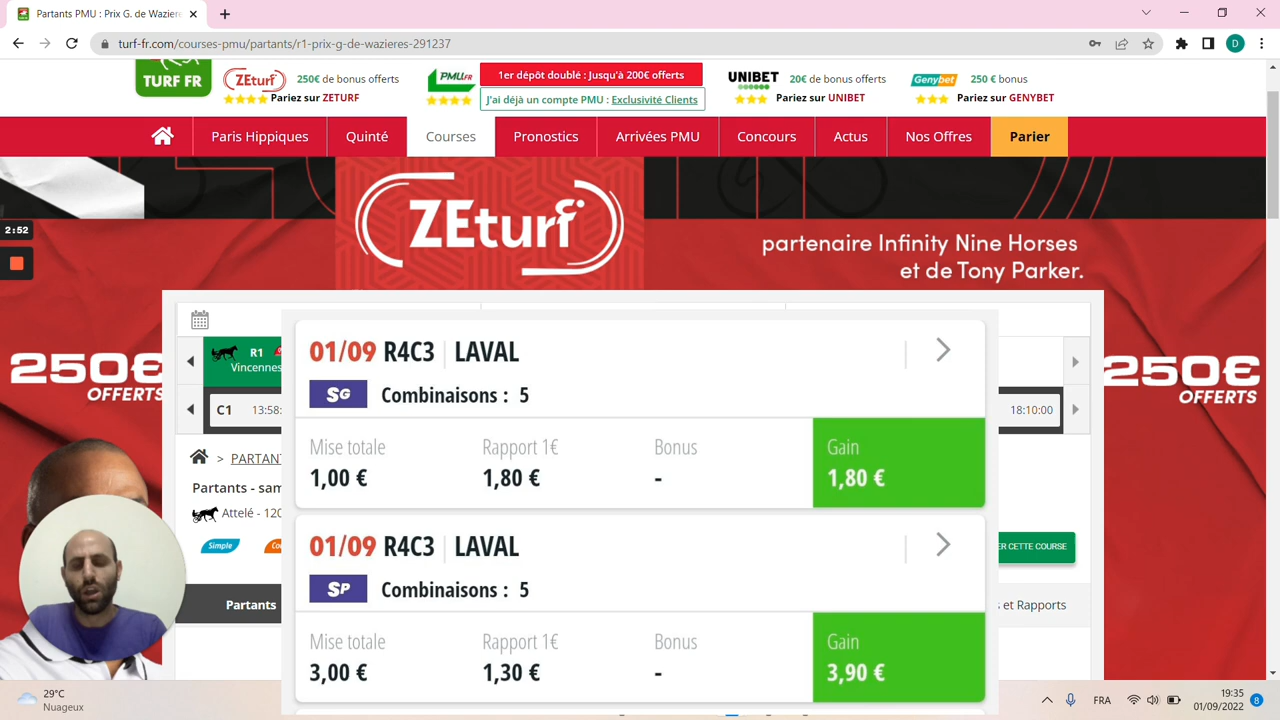 Partants PMU : Prix G. de Waziere
turf-fr.com/courses-pmu/partants/r1-prix-g-de-wazieres-291237
D
TURF FR
ZEturf
250€ de bonus offerts
Pariez sur ZETURF
PMU.FR
1er dépôt doublé : Jusqu'à 200€ offerts
J'ai déjà un compte PMU : Exclusivité Clients
UNIBET
20€ de bonus offerts
Pariez sur UNIBET
Genybet
250 € bonus
Pariez sur GENYBET
Paris Hippiques
Quinté
Courses
Pronostics
Arrivées PMU
Concours
Actus
Nos Offres
Parier
ZEturf
partenaire Infinity Nine Horses
et de Tony Parker.
2:52
250€
OFFERTS
250€
OFFERTS
R1
Vincennes
C1
13:58:
18:10:00
> PARTAN
Partants - sam
Attelé - 120
Simple
Cou
ER CETTE COURSE
Partants
s et Rapports
01/09 R4C3 | LAVAL
SG
Combinaisons : 5
Mise totale
Rapport 1€
Bonus
Gain
1,00 €
1,80 €
-
1,80 €
01/09 R4C3 | LAVAL
SP
Combinaisons : 5
Mise totale
Rapport 1€
Bonus
Gain
3,00 €
1,30 €
-
3,90 €
29°C
Nuageux
FRA
19:35
01/09/2022
8